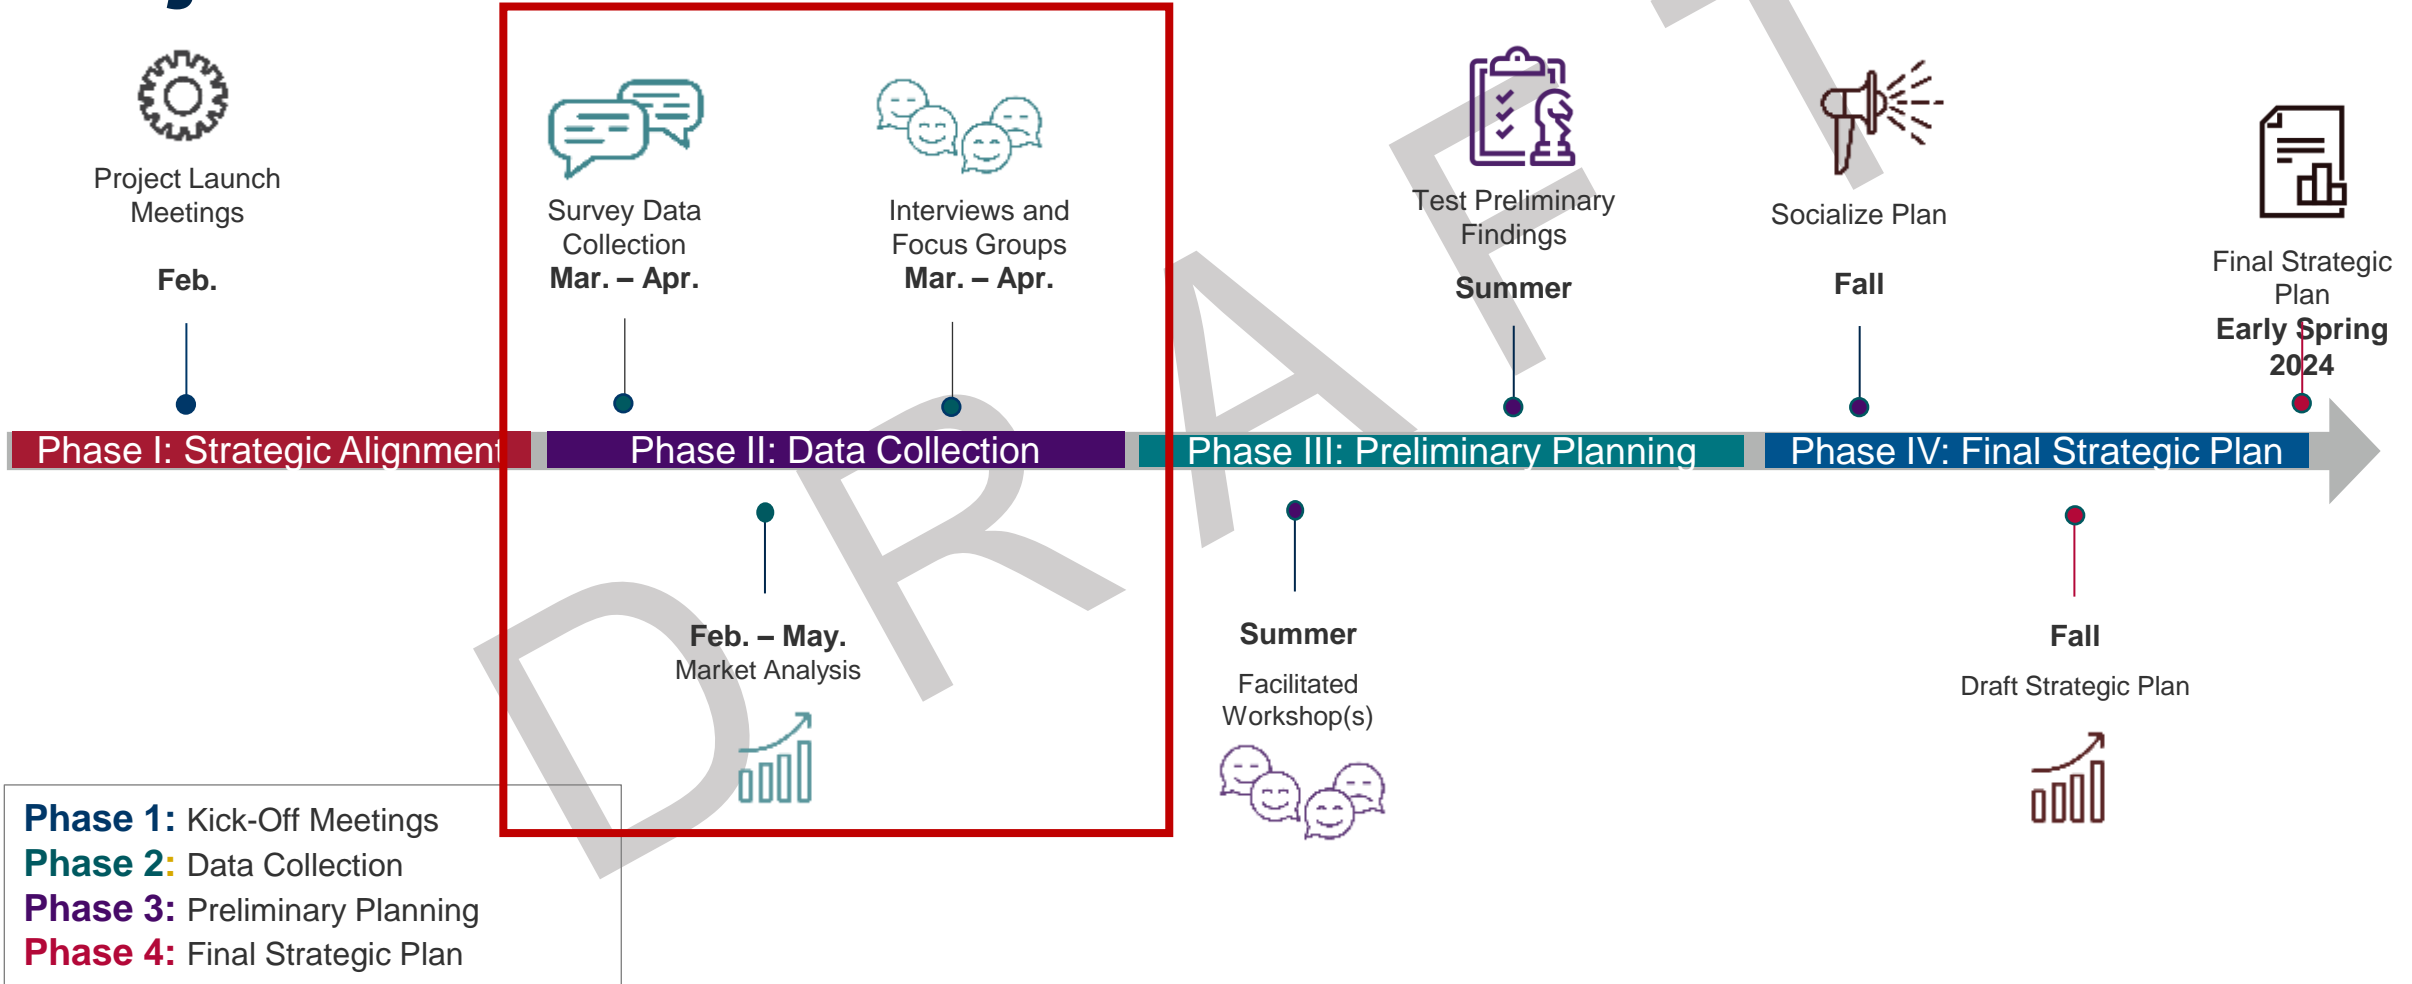 Project Launch
Meetings
Feb.
Survey Data
Collection
Mar. – Apr.
Interviews and
Focus Groups
Mar. – Apr.
Test Preliminary
Findings
Summer
Socialize Plan
Fall
Final Strategic
Plan
Early Spring
2024
Phase I: Strategic Alignment
Phase II: Data Collection
Phase III: Preliminary Planning
Phase IV: Final Strategic Plan
Feb. – May.
Market Analysis
Summer
Facilitated
Workshop(s)
Fall
Draft Strategic Plan
Phase 1: Kick-Off Meetings
Phase 2: Data Collection
Phase 3: Preliminary Planning
Phase 4: Final Strategic Plan
DRAFT